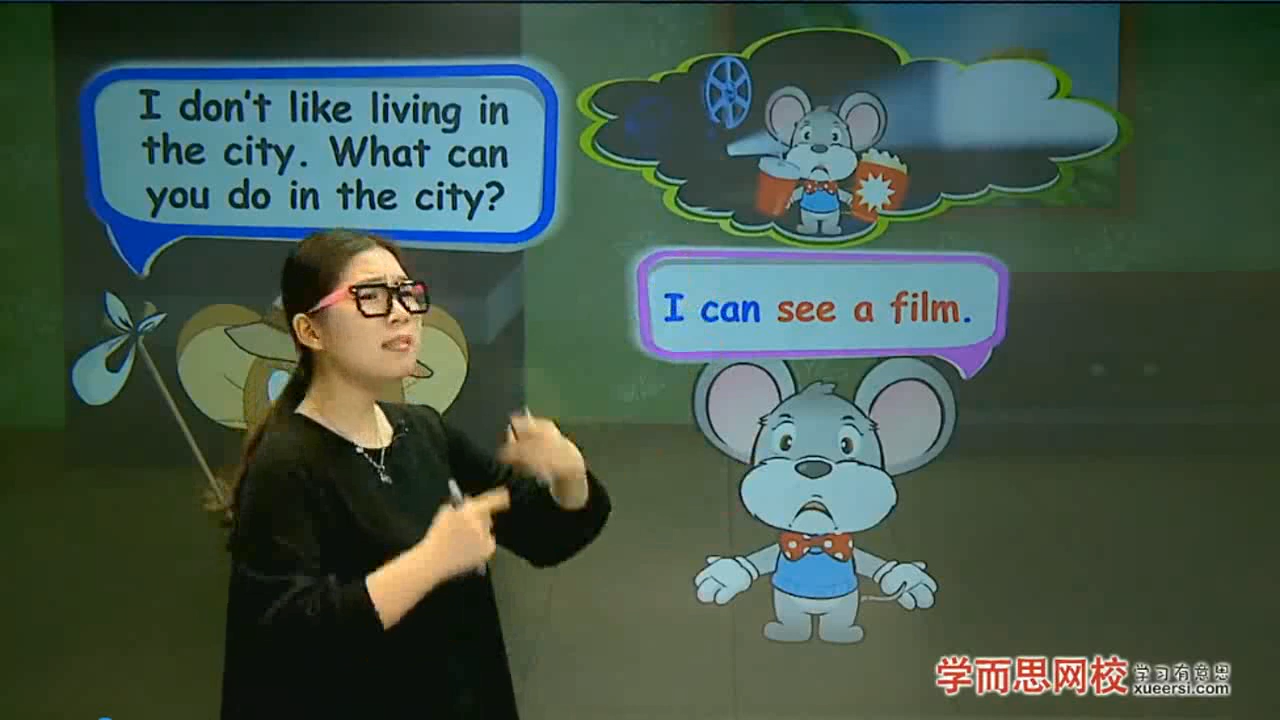 I don't like living in
the city. What can
you do in the city?
I can see a film.
学而思网校
学习有意思
xueersi.com